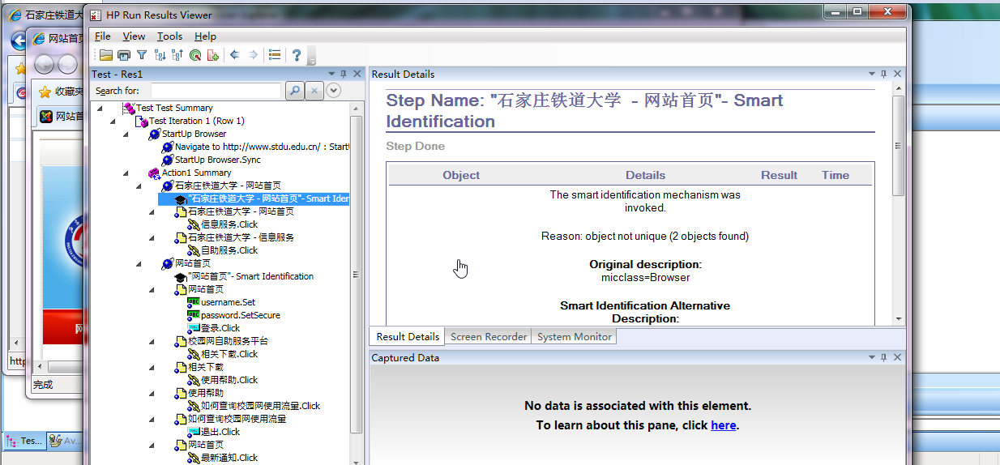 石家庄铁道大
网站首页
HP Run Results Viewer
File View Tools Help
Test - Res1
Search for:
Test Test Summary
Test Iteration 1 (Row 1)
StartUp Browser
Navigate to http://www.stdu.edu.cn/ : StartU
StartUp Browser.Sync
Action1 Summary
石家庄铁道大学 - 网站首页
"石家庄铁道大学 - 网站首页"- Smart Iden
石家庄铁道大学 - 网站首页
信息服务.Click
石家庄铁道大学 - 信息服务
自助服务.Click
网站首页
"网站首页"- Smart Identification
网站首页
username.Set
password.SetSecure
登录.Click
校园网自助服务平台
相关下载.Click
相关下载
使用帮助.Click
使用帮助
如何查询校园网使用流量.Click
如何查询校园网使用流量
退出.Click
网站首页
最新通知.Click
Result Details
Step Name: "石家庄铁道大学 - 网站首页"- Smart
Identification
Step Done
Object Details Result Time
The smart identification mechanism was
invoked.
Reason: object not unique (2 objects found)
Original description:
micclass=Browser
Smart Identification Alternative
Description:
Result Details Screen Recorder System Monitor
Captured Data
No data is associated with this element.
To learn about this pane, click here.
收藏夹
网站首
网
http
完成
Tes...
Av...